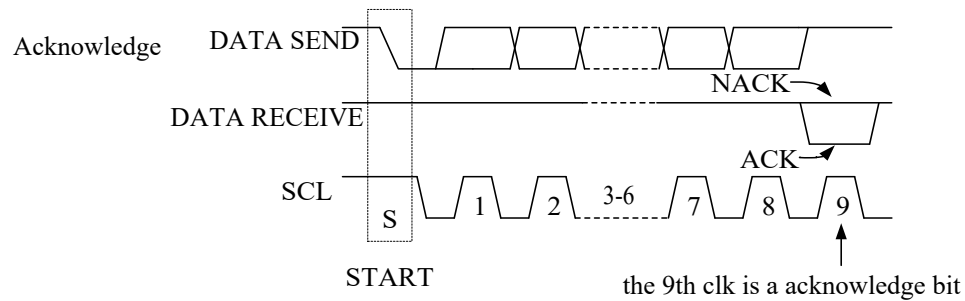 Acknowledge
DATA SEND
NACK
DATA RECEIVE
ACK
SCL
S
1
2
3-6
7
8
9
START
the 9th clk is a acknowledge bit